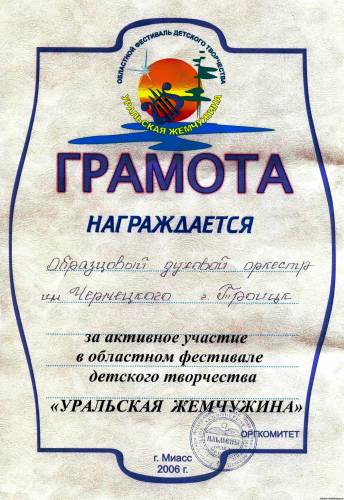 ОБЛАСТНОЙ ФЕСТИВАЛЬ ДЕТСКОГО ТВОРЧЕСТВА
УРАЛЬСКАЯ ЖЕМЧУЖИНА
ГРАМОТА
НАГРАЖДАЕТСЯ
Образцовый духовой оркестр
им Чернецкого г. Троицк
за активное участие
в областном фестивале
детского творчества
«УРАЛЬСКАЯ ЖЕМЧУЖИНА»
ОРГКОМИТЕТ
г. Миасс
2006 г.